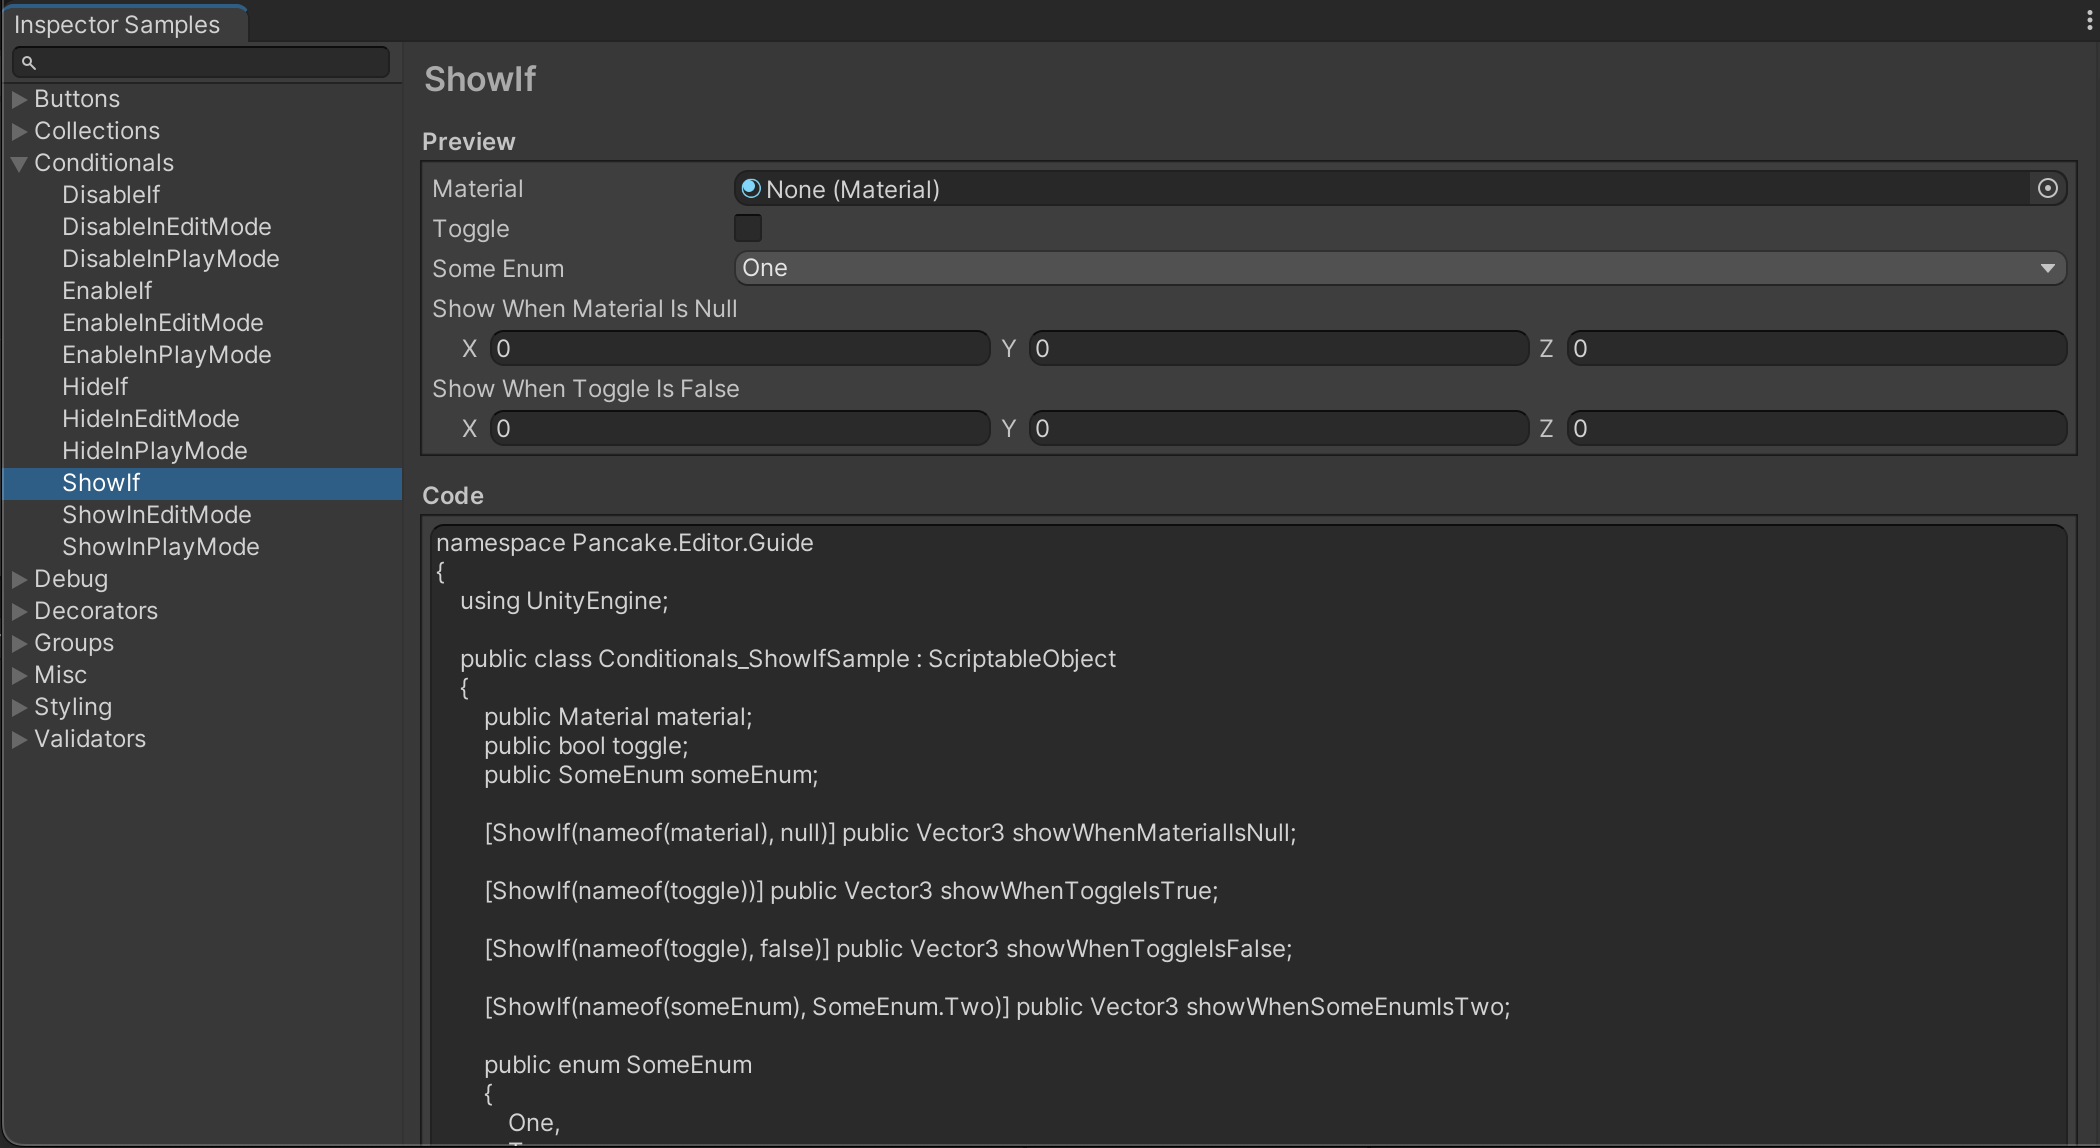 Inspector Samples
Buttons
Collections
Conditionals
DisableIf
DisableInEditMode
DisableInPlayMode
EnableIf
EnableInEditMode
EnableInPlayMode
HideIf
HideInEditMode
HideInPlayMode
ShowIf
ShowInEditMode
ShowInPlayMode
Debug
Decorators
Groups
Misc
Styling
Validators
ShowIf
Preview
Material None (Material)
Toggle
Some Enum One
Show When Material Is Null
X 0 Y 0 Z 0
Show When Toggle Is False
X 0 Y 0 Z 0
Code
namespace Pancake.Editor.Guide
{
using UnityEngine;
public class Conditionals_ShowIfSample : ScriptableObject
{
public Material material;
public bool toggle;
public SomeEnum someEnum;
[ShowIf(nameof(material), null)] public Vector3 showWhenMaterialIsNull;
[ShowIf(nameof(toggle))] public Vector3 showWhenToggleIsTrue;
[ShowIf(nameof(toggle), false)] public Vector3 showWhenToggleIsFalse;
[ShowIf(nameof(someEnum), SomeEnum.Two)] public Vector3 showWhenSomeEnumIsTwo;
public enum SomeEnum
{
One,